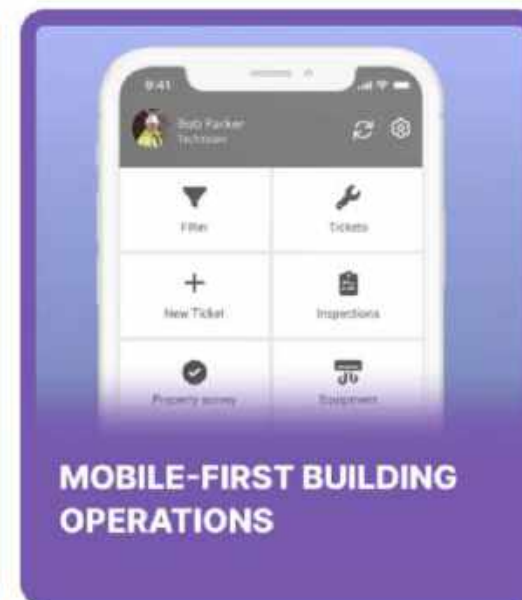 9:41
Bob Parker
Technician
Filter
Tickets
New Ticket
Inspections
Property survey
Equipment
MOBILE-FIRST BUILDING
OPERATIONS